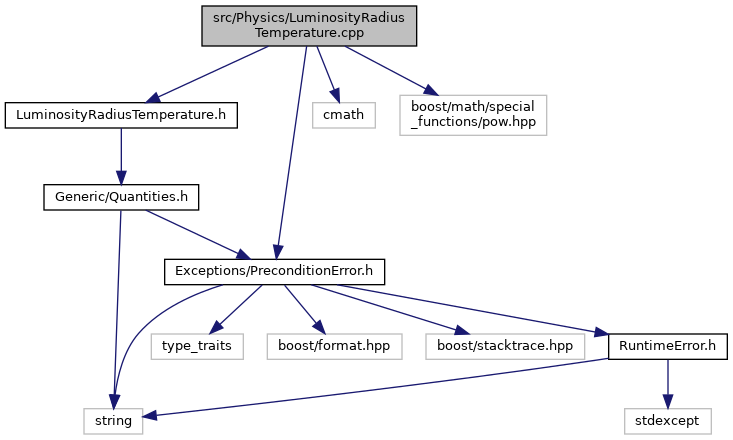 src/Physics/LuminosityRadius
Temperature.cpp
LuminosityRadiusTemperature.h
cmath
boost/math/special
_functions/pow.hpp
Generic/Quantities.h
Exceptions/PreconditionError.h
type_traits
boost/format.hpp
boost/stacktrace.hpp
RuntimeError.h
string
stdexcept